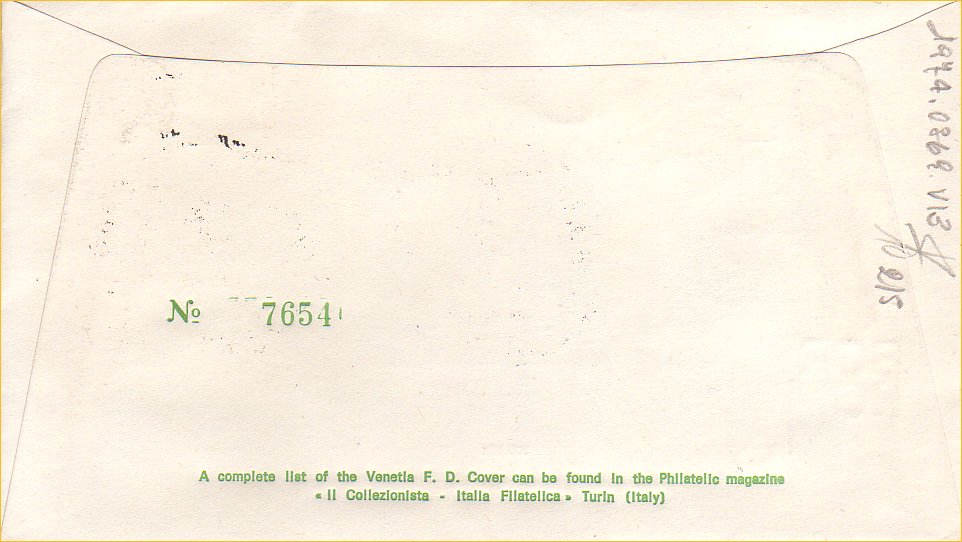 № 7654
A complete list of the Venetia F. D. Cover can be found in the Philatelic magazine
« Il Collezionista - Italia Filatelica » Turin (Italy)
215